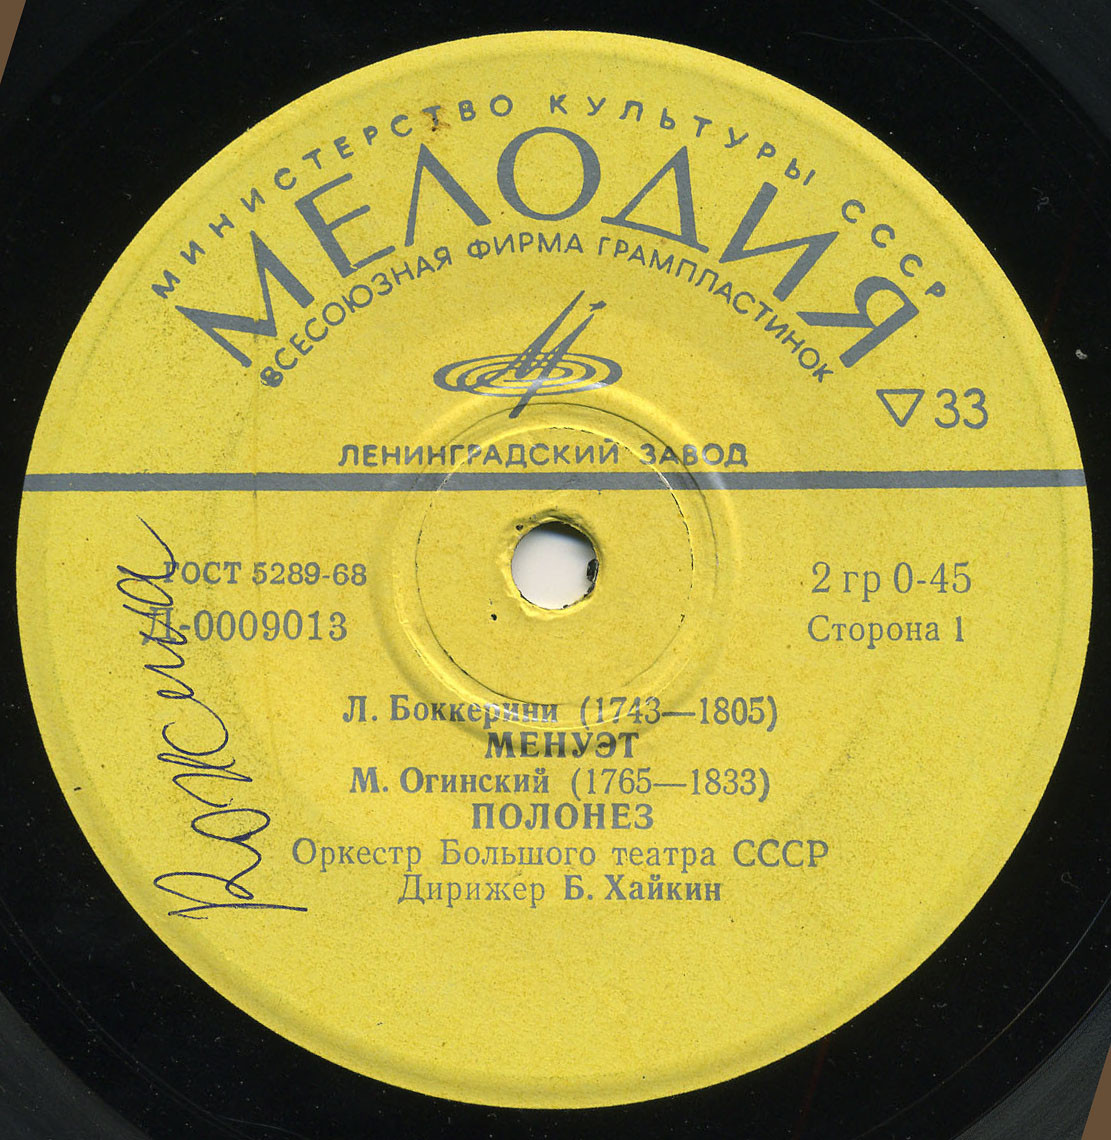 МИНИСТЕРСТВО КУЛЬТУРЫ СССР
МЕЛОДИЯ
ВСЕСОЮЗНАЯ ФИРМА ГРАМПЛАСТИНОК
33
ЛЕНИНГРАДСКИЙ ЗАВОД
ГОСТ 5289-68
Д-0009013
2 гр 0-45
Сторона 1
Л. Боккерини (1743—1805)
МЕНУЭТ
М. Огинский (1765—1833)
ПОЛОНЕЗ
Оркестр Большого театра СССР
Дирижер Б. Хайкин